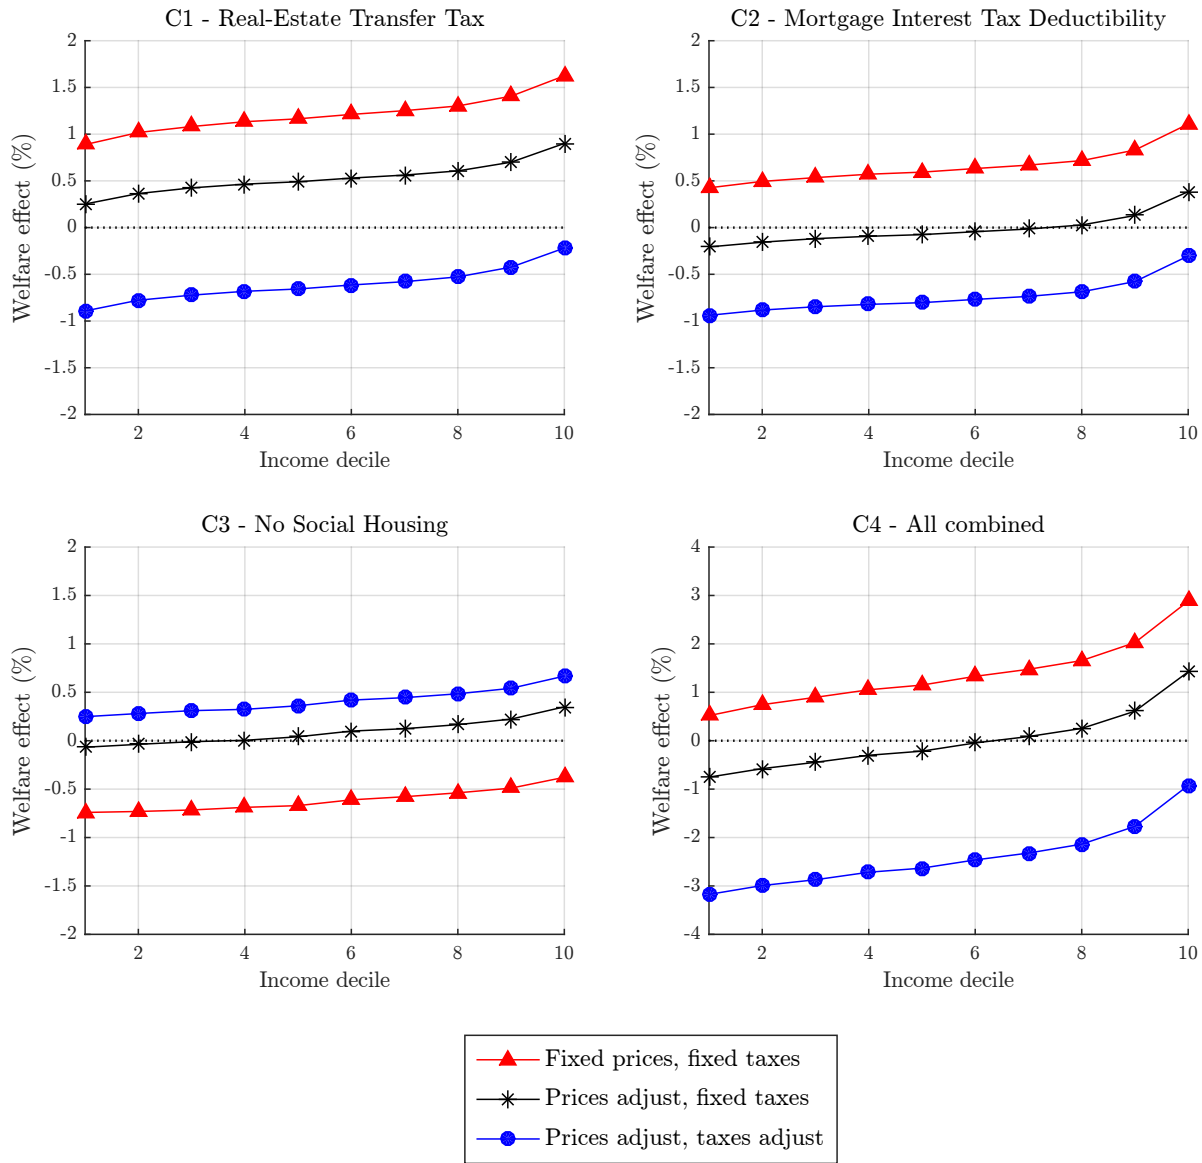 C1 - Real-Estate Transfer Tax
2
1.5
1
0.5
0
-0.5
-1
-1.5
-2
Welfare effect (%)
2 4 6 8 10
Income decile
C2 - Mortgage Interest Tax Deductibility
2
1.5
1
0.5
0
-0.5
-1
-1.5
-2
Welfare effect (%)
2 4 6 8 10
Income decile
C3 - No Social Housing
2
1.5
1
0.5
0
-0.5
-1
-1.5
-2
Welfare effect (%)
2 4 6 8 10
Income decile
C4 - All combined
4
3
2
1
0
-1
-2
-3
-4
Welfare effect (%)
2 4 6 8 10
Income decile
Fixed prices, fixed taxes
Prices adjust, fixed taxes
Prices adjust, taxes adjust